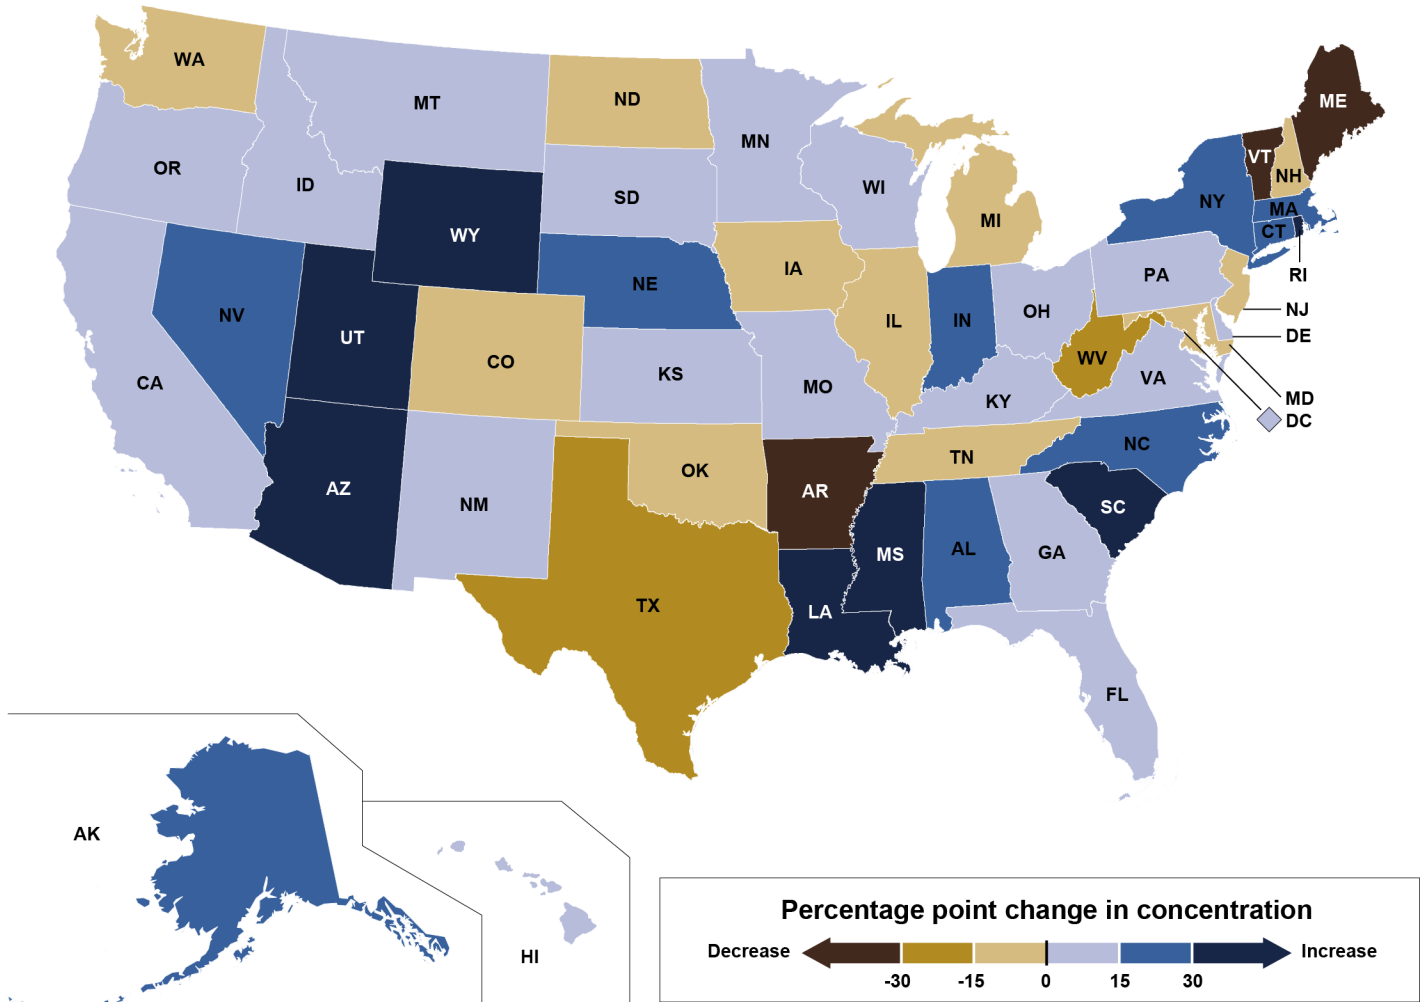 WA
MT
ND
MN
ME
OR
ID
SD
WI
VT
NH
WY
MI
NY
MA
CT
NV
UT
NE
IA
IL
IN
OH
PA
RI
NJ
DE
CA
CO
KS
MO
KY
WV
VA
MD
DC
AZ
NM
OK
AR
TN
NC
SC
TX
LA
MS
AL
GA
FL
AK
HI
Percentage point change in concentration
Decrease
Increase
-30 -15 0 15 30